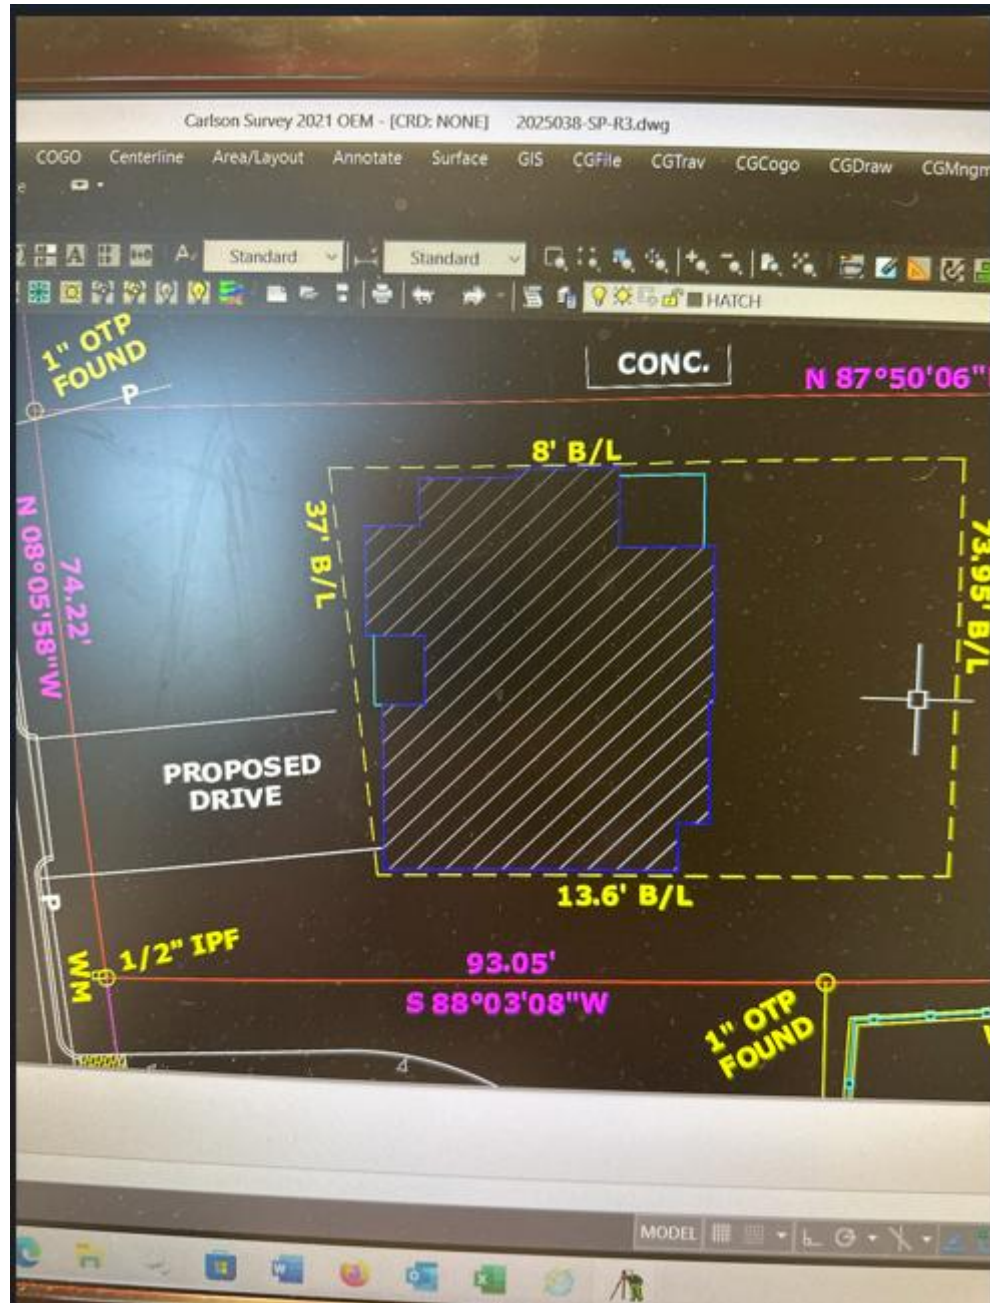 Carlson Survey 2021 OEM - [CRD: NONE] 2025038-SP-R3.dwg
COGO Centerline Area/Layout Annotate Surface GIS CGFile CGTrav CGCogo CGDraw CGMngm
Standard Standard
HATCH
1" OTP
FOUND
P
CONC.
N 87°50'06"
8' B/L
37' B/L
N 08°05'58"W
74.22'
73.95' B/L
PROPOSED
DRIVE
13.6' B/L
P
1/2" IPF
WM
93.05'
S 88°03'08"W
1" OTP
FOUND
MODEL